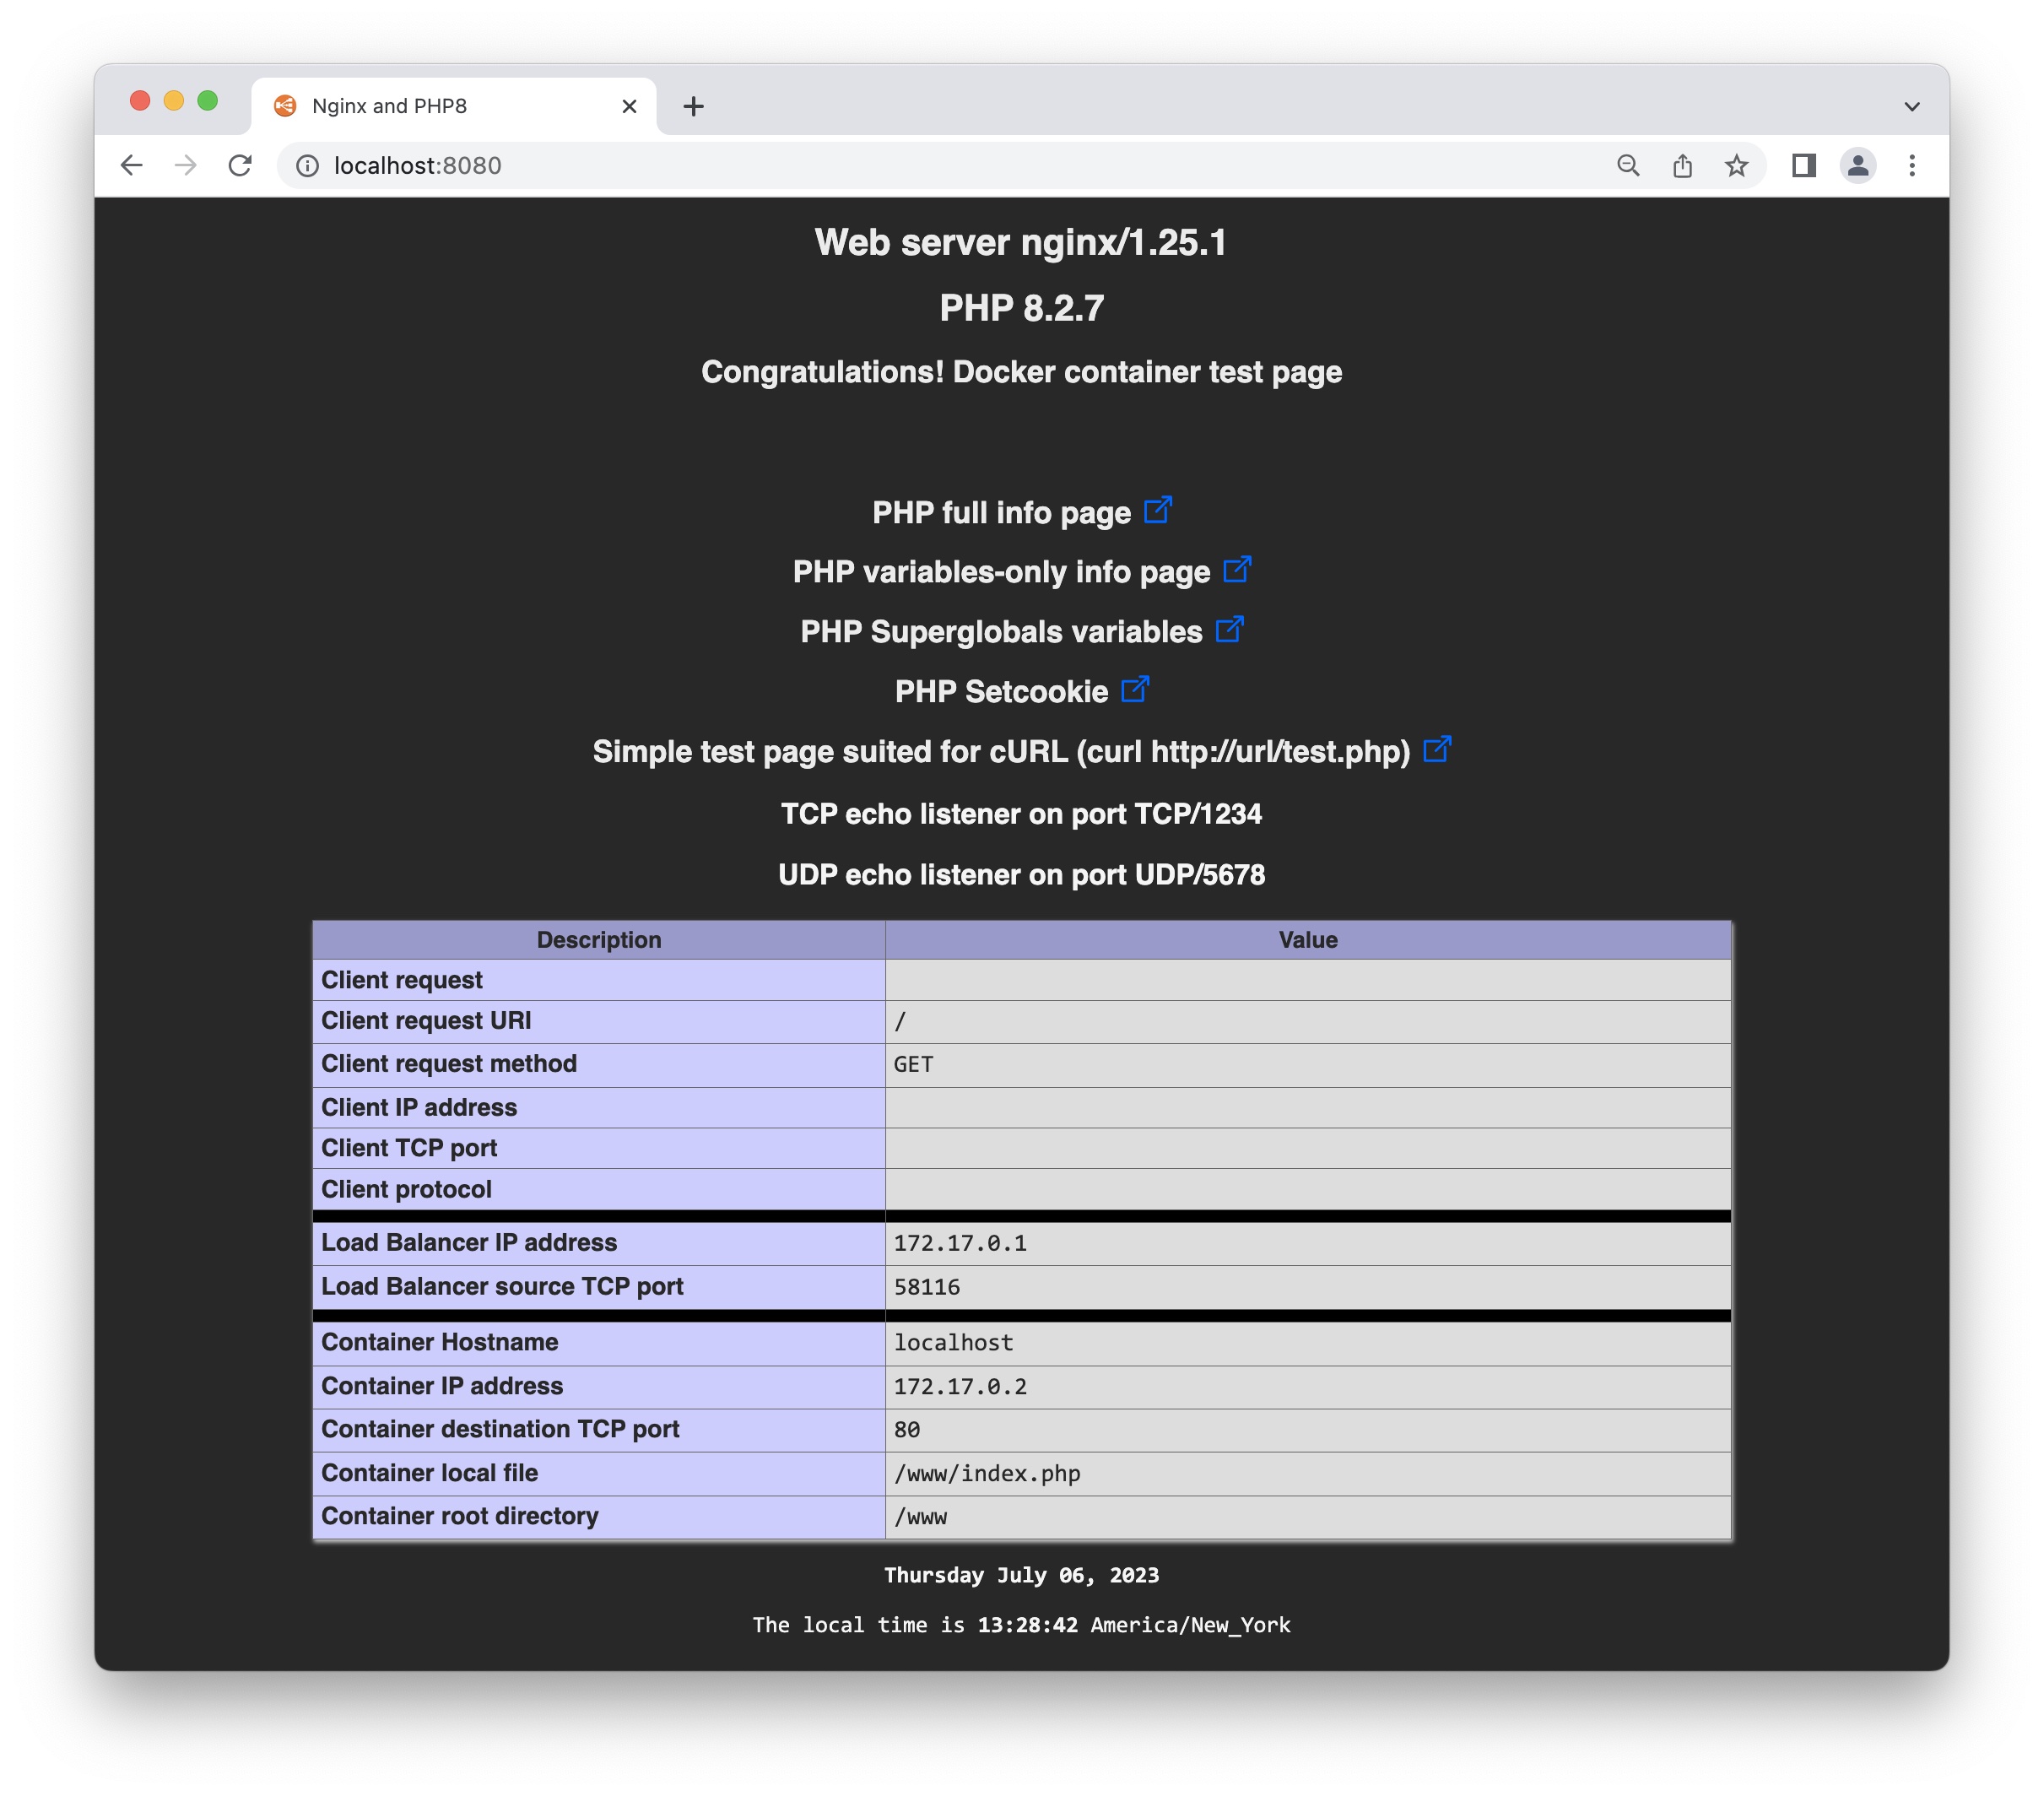 Nginx and PHP8
localhost:8080
Web server nginx/1.25.1
PHP 8.2.7
Congratulations! Docker container test page
PHP full info page
PHP variables-only info page
PHP Superglobals variables
PHP Setcookie
Simple test page suited for cURL (curl http://url/test.php)
TCP echo listener on port TCP/1234
UDP echo listener on port UDP/5678
Description Value
Client request
Client request URI /
Client request method GET
Client IP address
Client TCP port
Client protocol
Load Balancer IP address 172.17.0.1
Load Balancer source TCP port 58116
Container Hostname localhost
Container IP address 172.17.0.2
Container destination TCP port 80
Container local file /www/index.php
Container root directory /www
Thursday July 06, 2023
The local time is 13:28:42 America/New_York